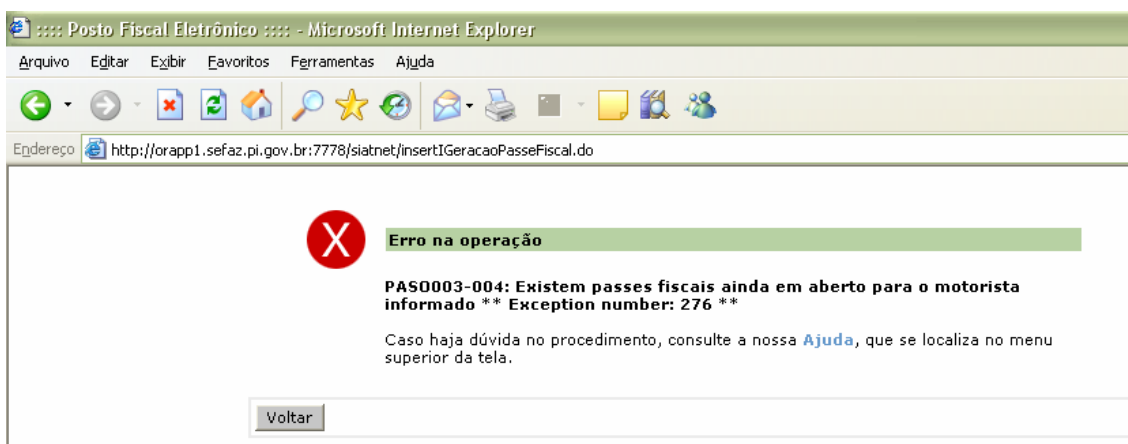 :::: Posto Fiscal Eletrônico :::: - Microsoft Internet Explorer
Arquivo Editar Exibir Favoritos Ferramentas Ajuda
Endereço http://orapp1.sefaz.pi.gov.br:7778/siatnet/insertIGeracaoPasseFiscal.do
X
Erro na operação
PASO003-004: Existem passes fiscais ainda em aberto para o motorista
informado ** Exception number: 276 **
Caso haja dúvida no procedimento, consulte a nossa Ajuda, que se localiza no menu
superior da tela.
Voltar